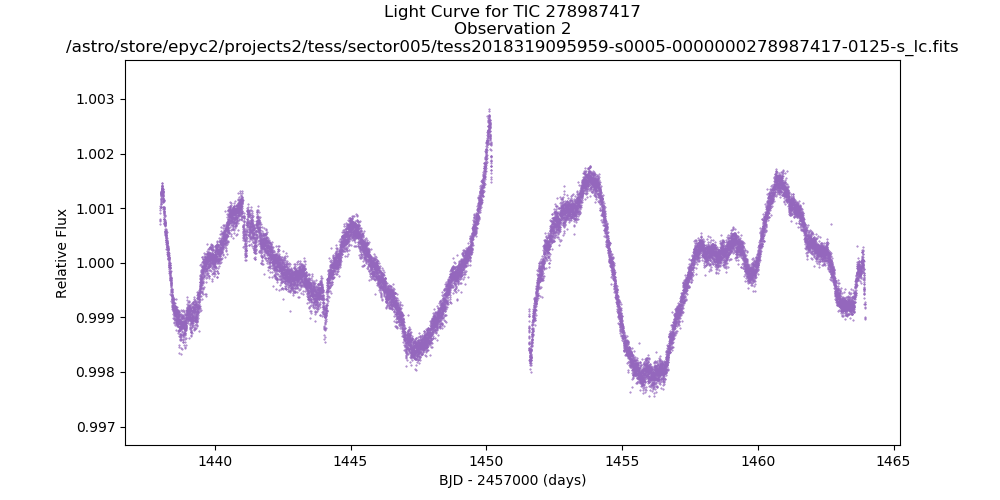 Light Curve for TIC 278987417
Observation 2
/astro/store/epyc2/projects2/tess/sector005/tess2018319095959-s0005-0000000278987417-0125-s_lc.fits
1.003
1.002
1.001
1.000
0.999
0.998
0.997
Relative Flux
1440
1445
1450
1455
1460
1465
BJD - 2457000 (days)